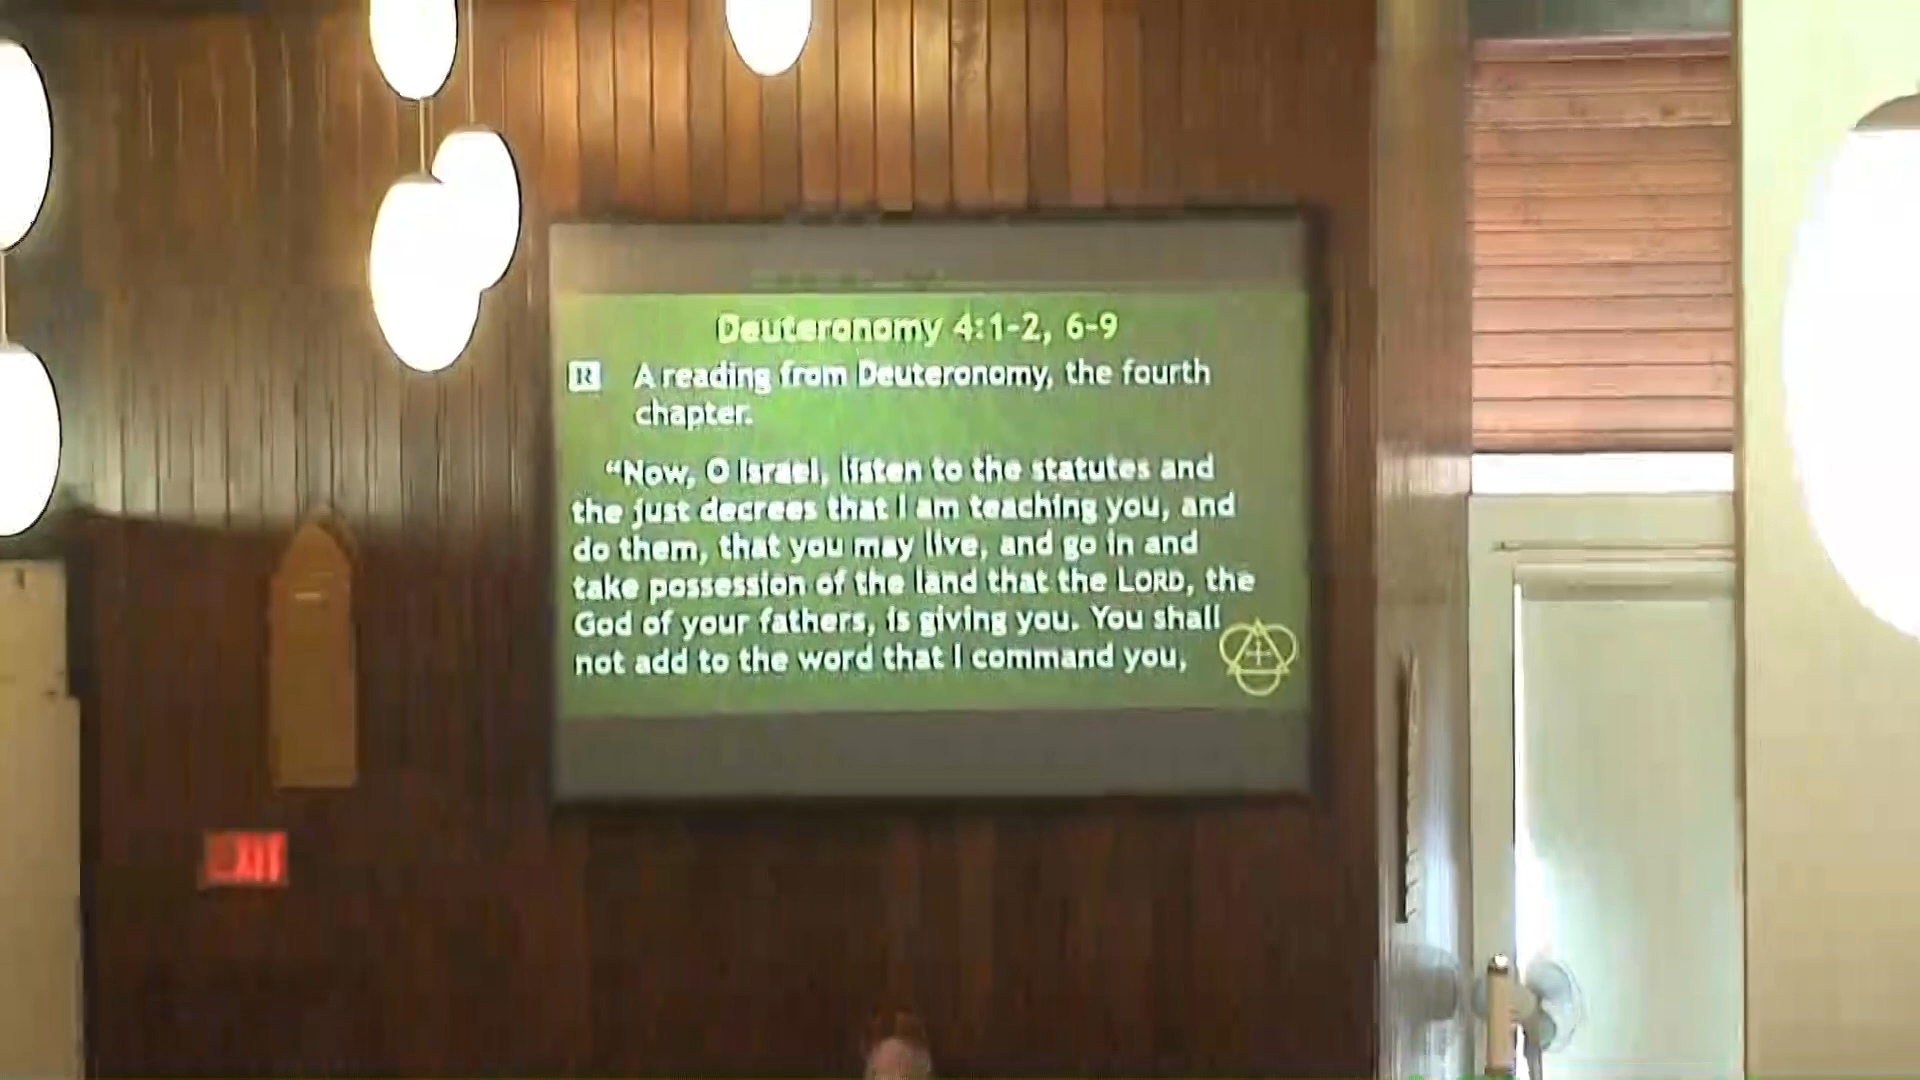 Deuteronomy 4:1-2, 6-9
R A reading from Deuteronomy, the fourth
chapter.
“Now, O Israel, listen to the statutes and
the just decrees that I am teaching you, and
do them, that you may live, and go in and
take possession of the land that the LORD, the
God of your fathers, is giving you. You shall
not add to the word that I command you,
EXIT